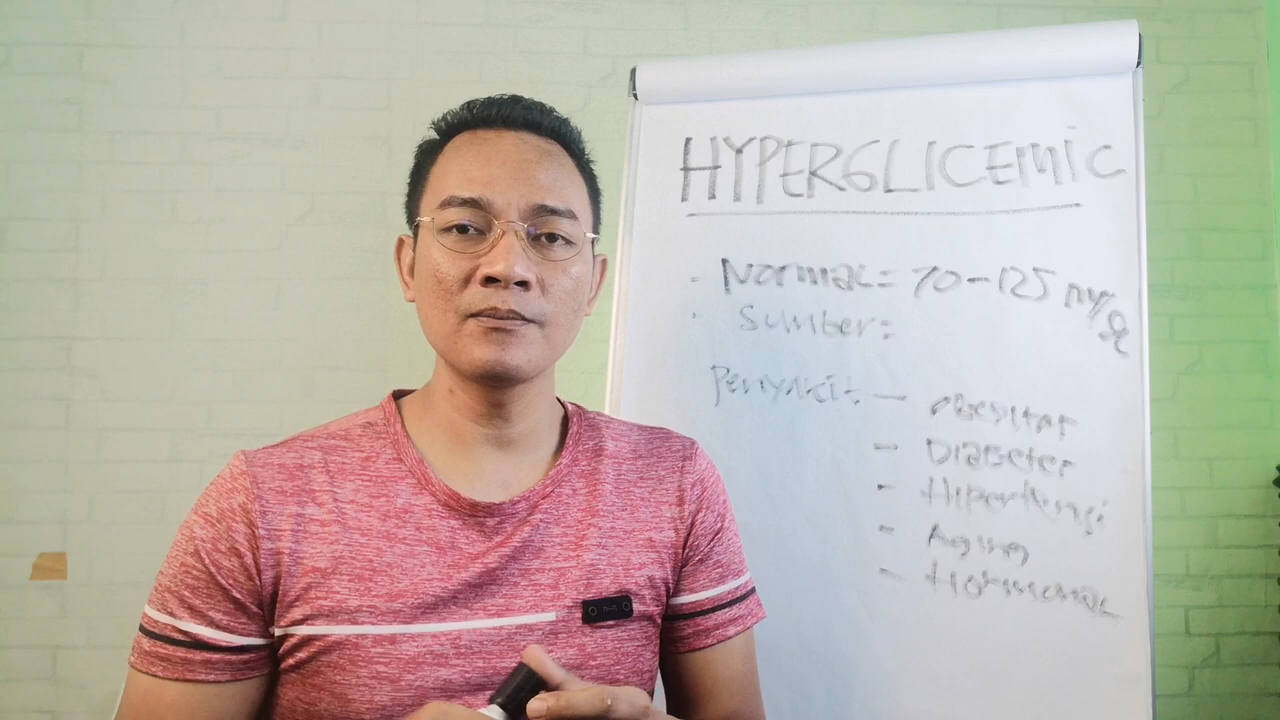 HYPERGLICEMIC
- Normal = 70-125 mg/dl
- Sumber =
Penyakit - Obesitas
- Diabetes
- Hipertensi
- Aging
- Hormonal